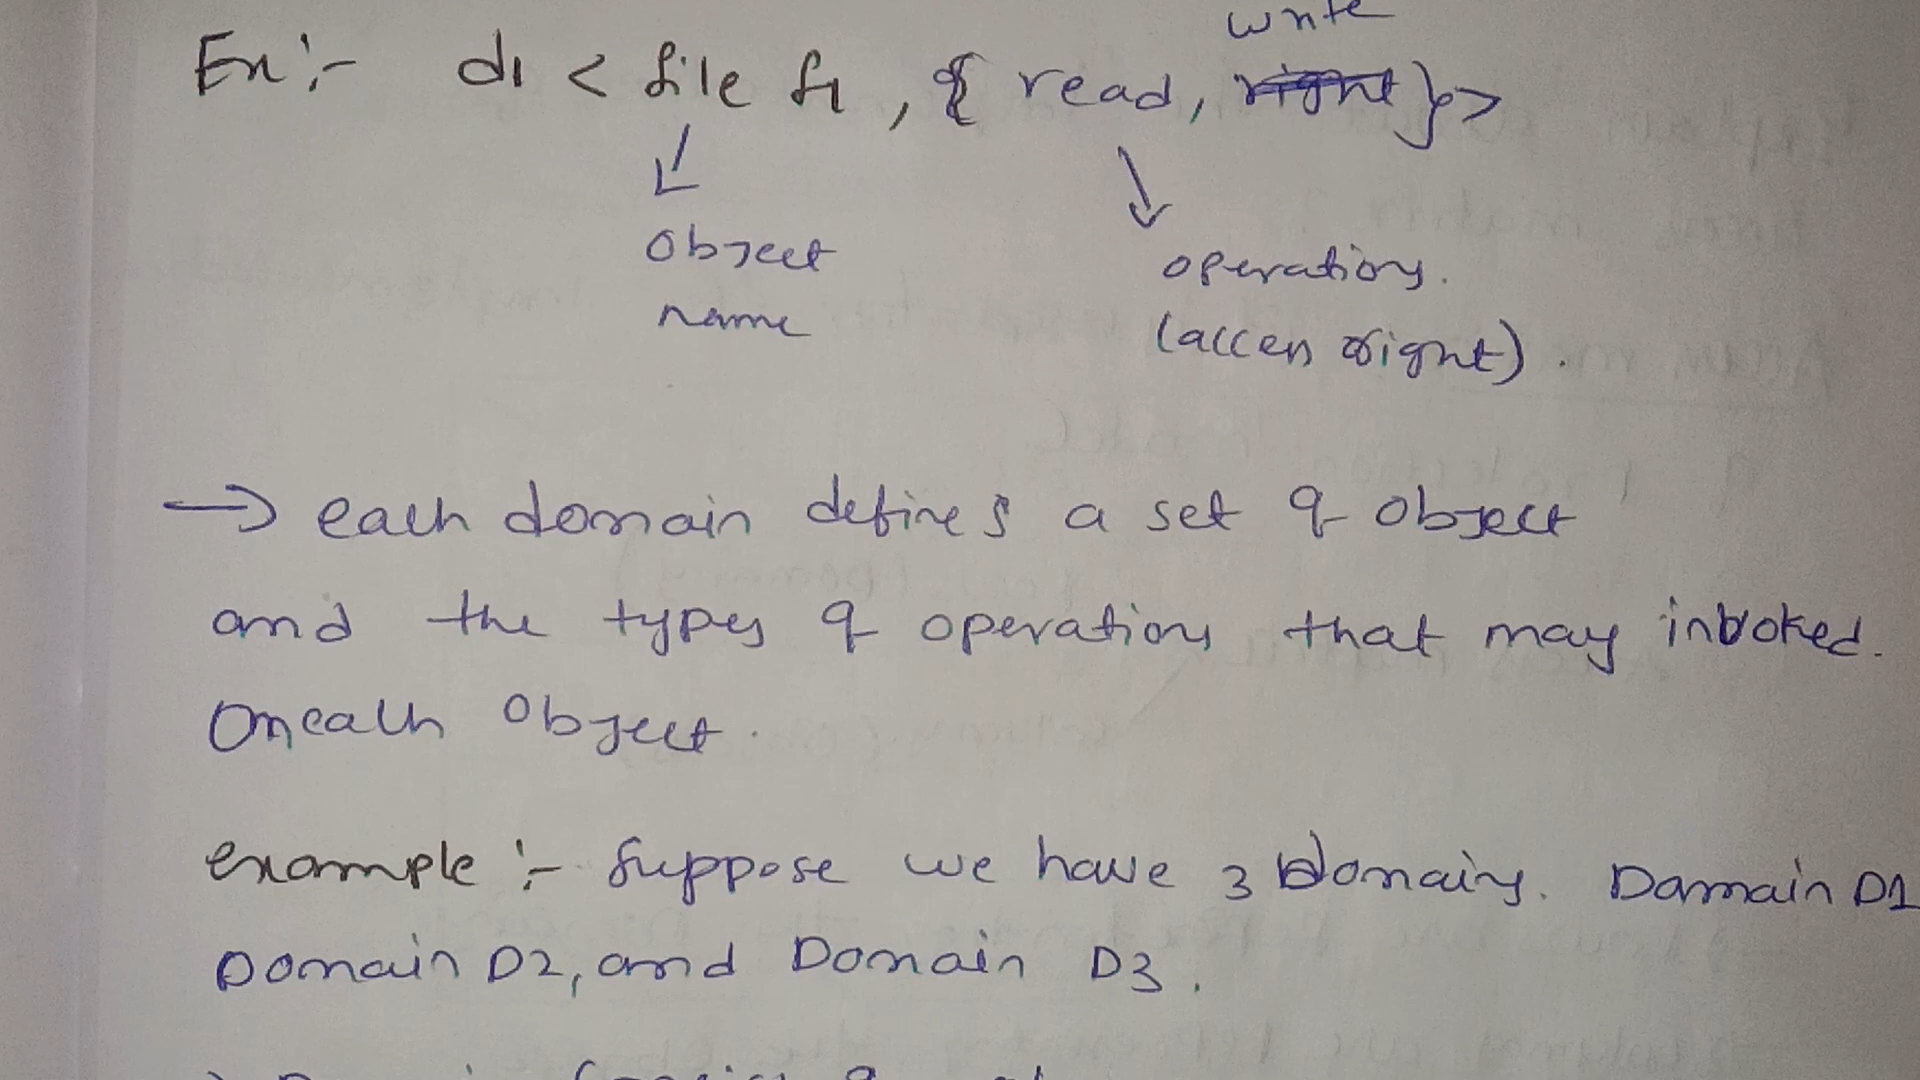 write
Ex:- d1 < file f1 , { read, right }>
object operations.
name (access right).
→ each domain defines a set of object
and the types of operations that may invoked.
On each object.
example :- Suppose we have 3 Domains. Domain D1
Domain D2, and Domain D3.